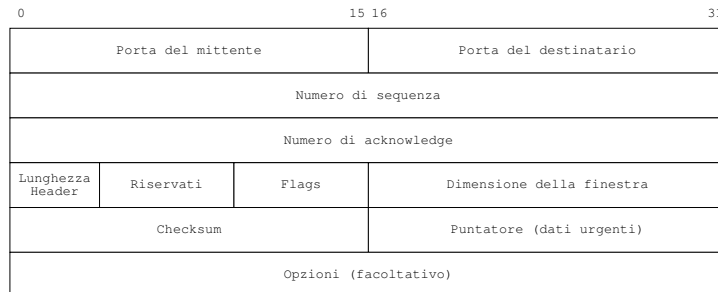 0 15 16 31
Porta del mittente Porta del destinatario
Numero di sequenza
Numero di acknowledge
Lunghezza
Header Riservati Flags Dimensione della finestra
Checksum Puntatore (dati urgenti)
Opzioni (facoltativo)